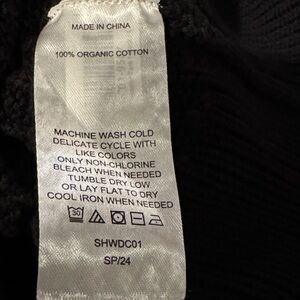 MADE IN CHINA
100% ORGANIC COTTON
MACHINE WASH COLD
DELICATE CYCLE WITH
LIKE COLORS
ONLY NON-CHLORINE
BLEACH WHEN NEEDED
TUMBLE DRY LOW
OR LAY FLAT TO DRY
COOL IRON WHEN NEEDED
30
SHWDC01
SP/24